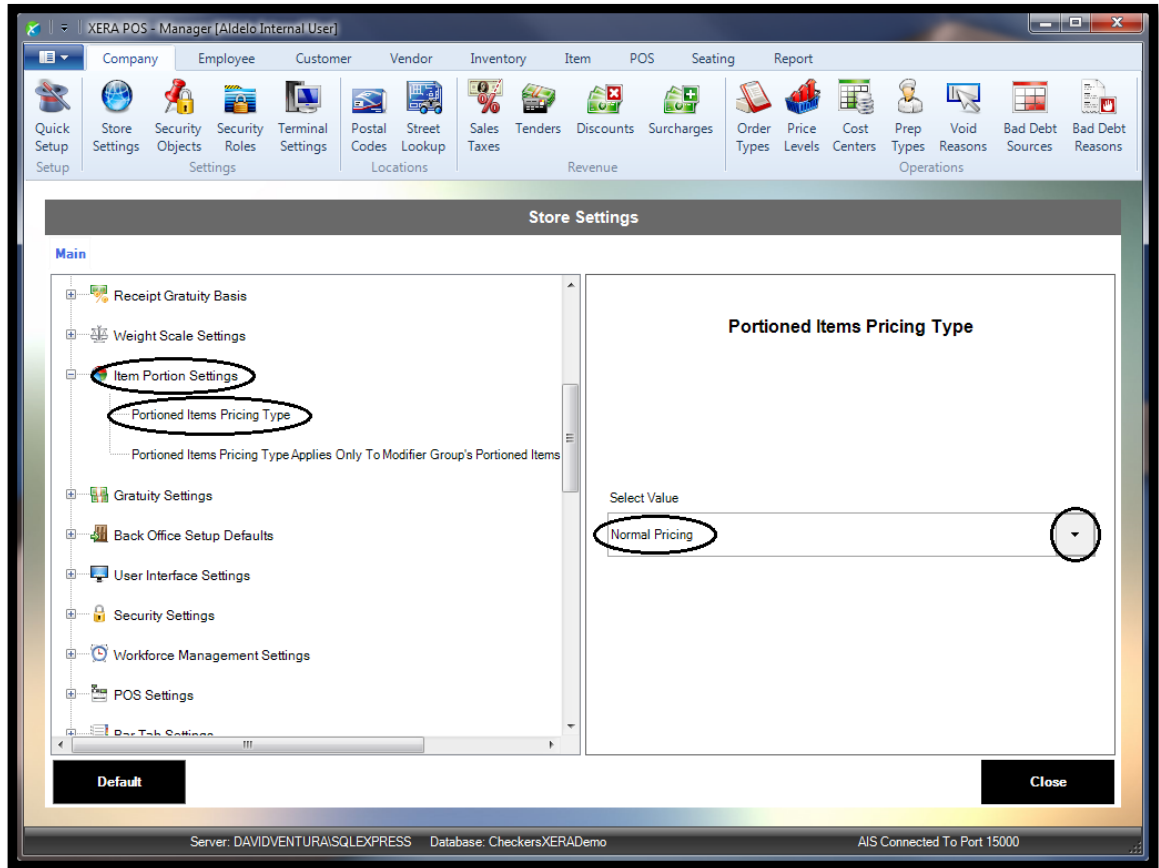 XERA POS - Manager [Aldelo Internal User]
Company Employee Customer Vendor Inventory Item POS Seating Report
Quick Setup
Store Settings
Security Objects
Security Roles
Terminal Settings
Postal Codes
Street Lookup
Sales Taxes
Tenders
Discounts
Surcharges
Order Types
Price Levels
Cost Centers
Prep Types
Void Reasons
Bad Debt Sources
Bad Debt Reasons
Setup Settings Locations Revenue Operations
Store Settings
Main
Receipt Gratuity Basis
Weight Scale Settings
Item Portion Settings
Portioned Items Pricing Type
Portioned Items Pricing Type Applies Only To Modifier Group's Portioned Items
Gratuity Settings
Back Office Setup Defaults
User Interface Settings
Security Settings
Workforce Management Settings
POS Settings
Bar Tab Settings
Portioned Items Pricing Type
Select Value
Normal Pricing
Default
Close
Server: DAVIDVENTURA\SQLEXPRESS Database: CheckersXERADemo AIS Connected To Port 15000